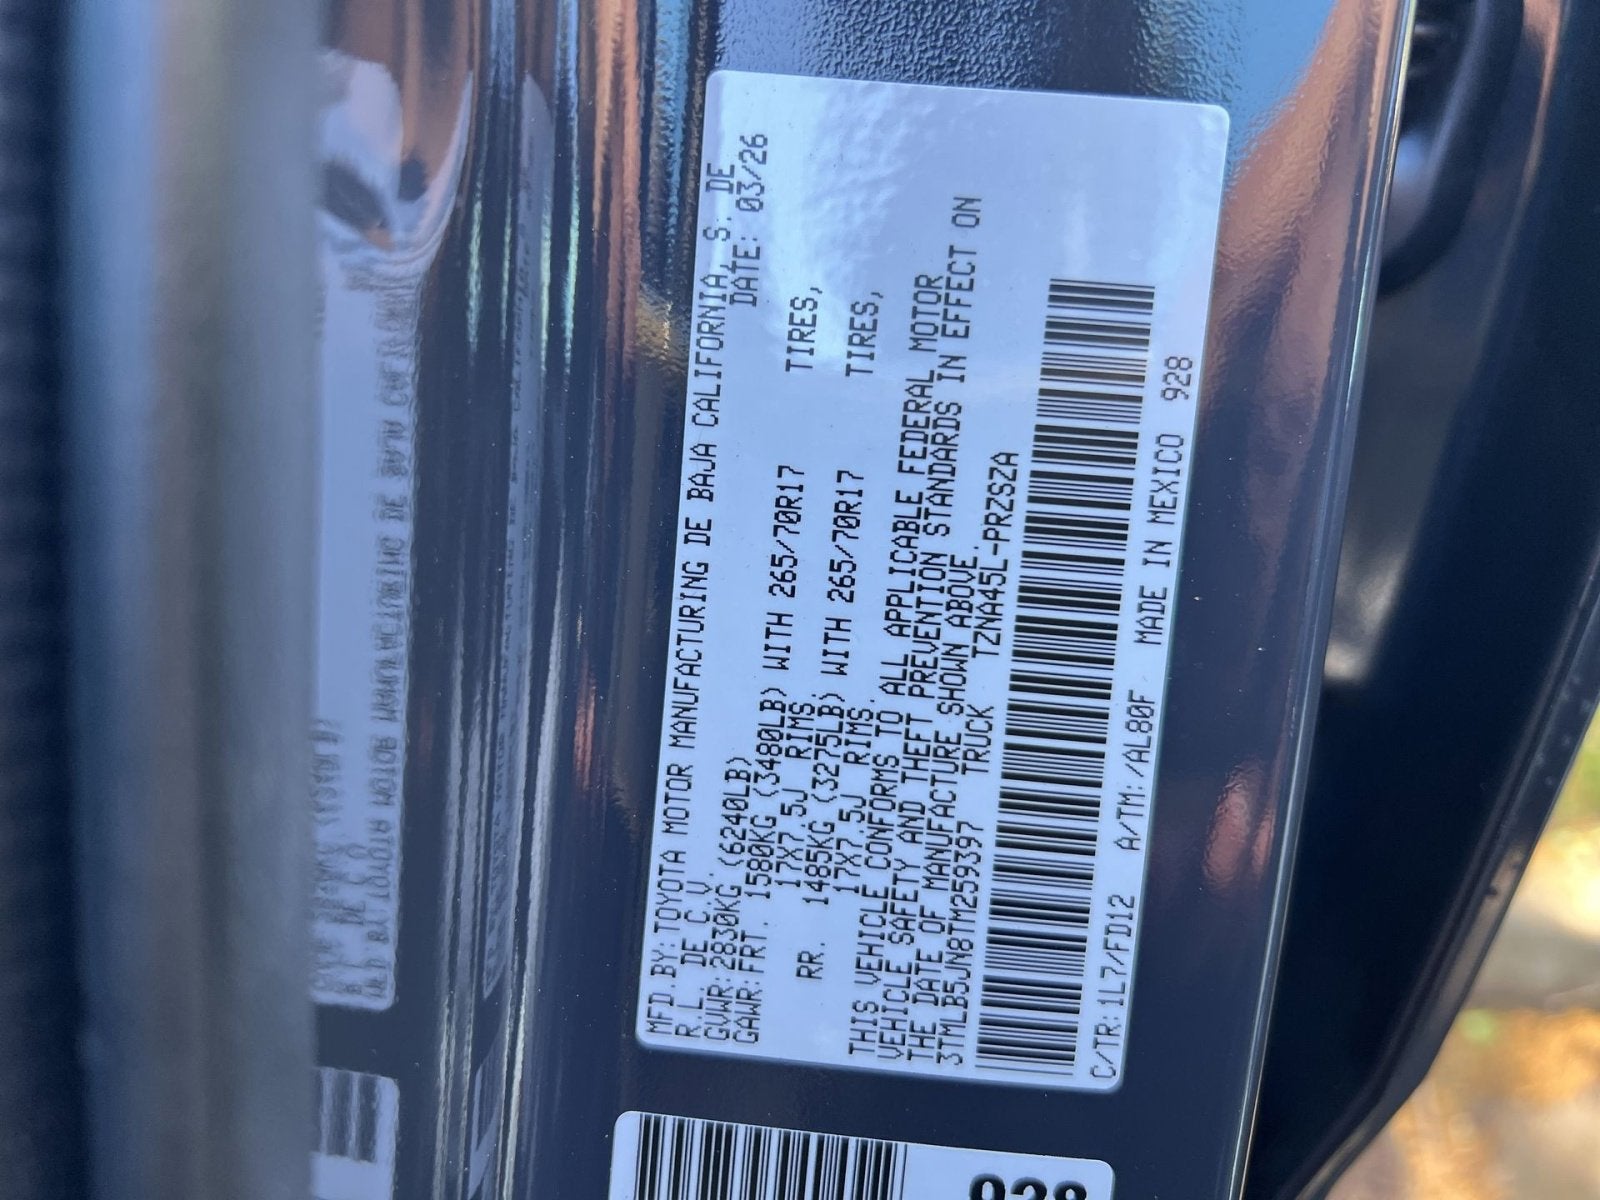 MFD.BY:TOYOTA MOTOR MANUFACTURING DE BAJA CALIFORNIA, S. DE
R.L. DE C.V. DATE: 03/26
GVWR:2830KG (6240LB)
GAWR:FRT. 1580KG (3480LB) WITH 265/70R17 TIRES,
17X7.5J RIMS
RR. 1485KG (3275LB) WITH 265/70R17 TIRES,
17X7.5J RIMS.
THIS VEHICLE CONFORMS TO ALL APPLICABLE FEDERAL MOTOR
VEHICLE SAFETY AND THEFT PREVENTION STANDARDS IN EFFECT ON
THE DATE OF MANUFACTURE SHOWN ABOVE.
3TMLB5JN8TM259397 TRUCK TZNA45L-PRZSZA
C/TR:1L7/FD12 A/TM:/AL80F MADE IN MEXICO 928
928